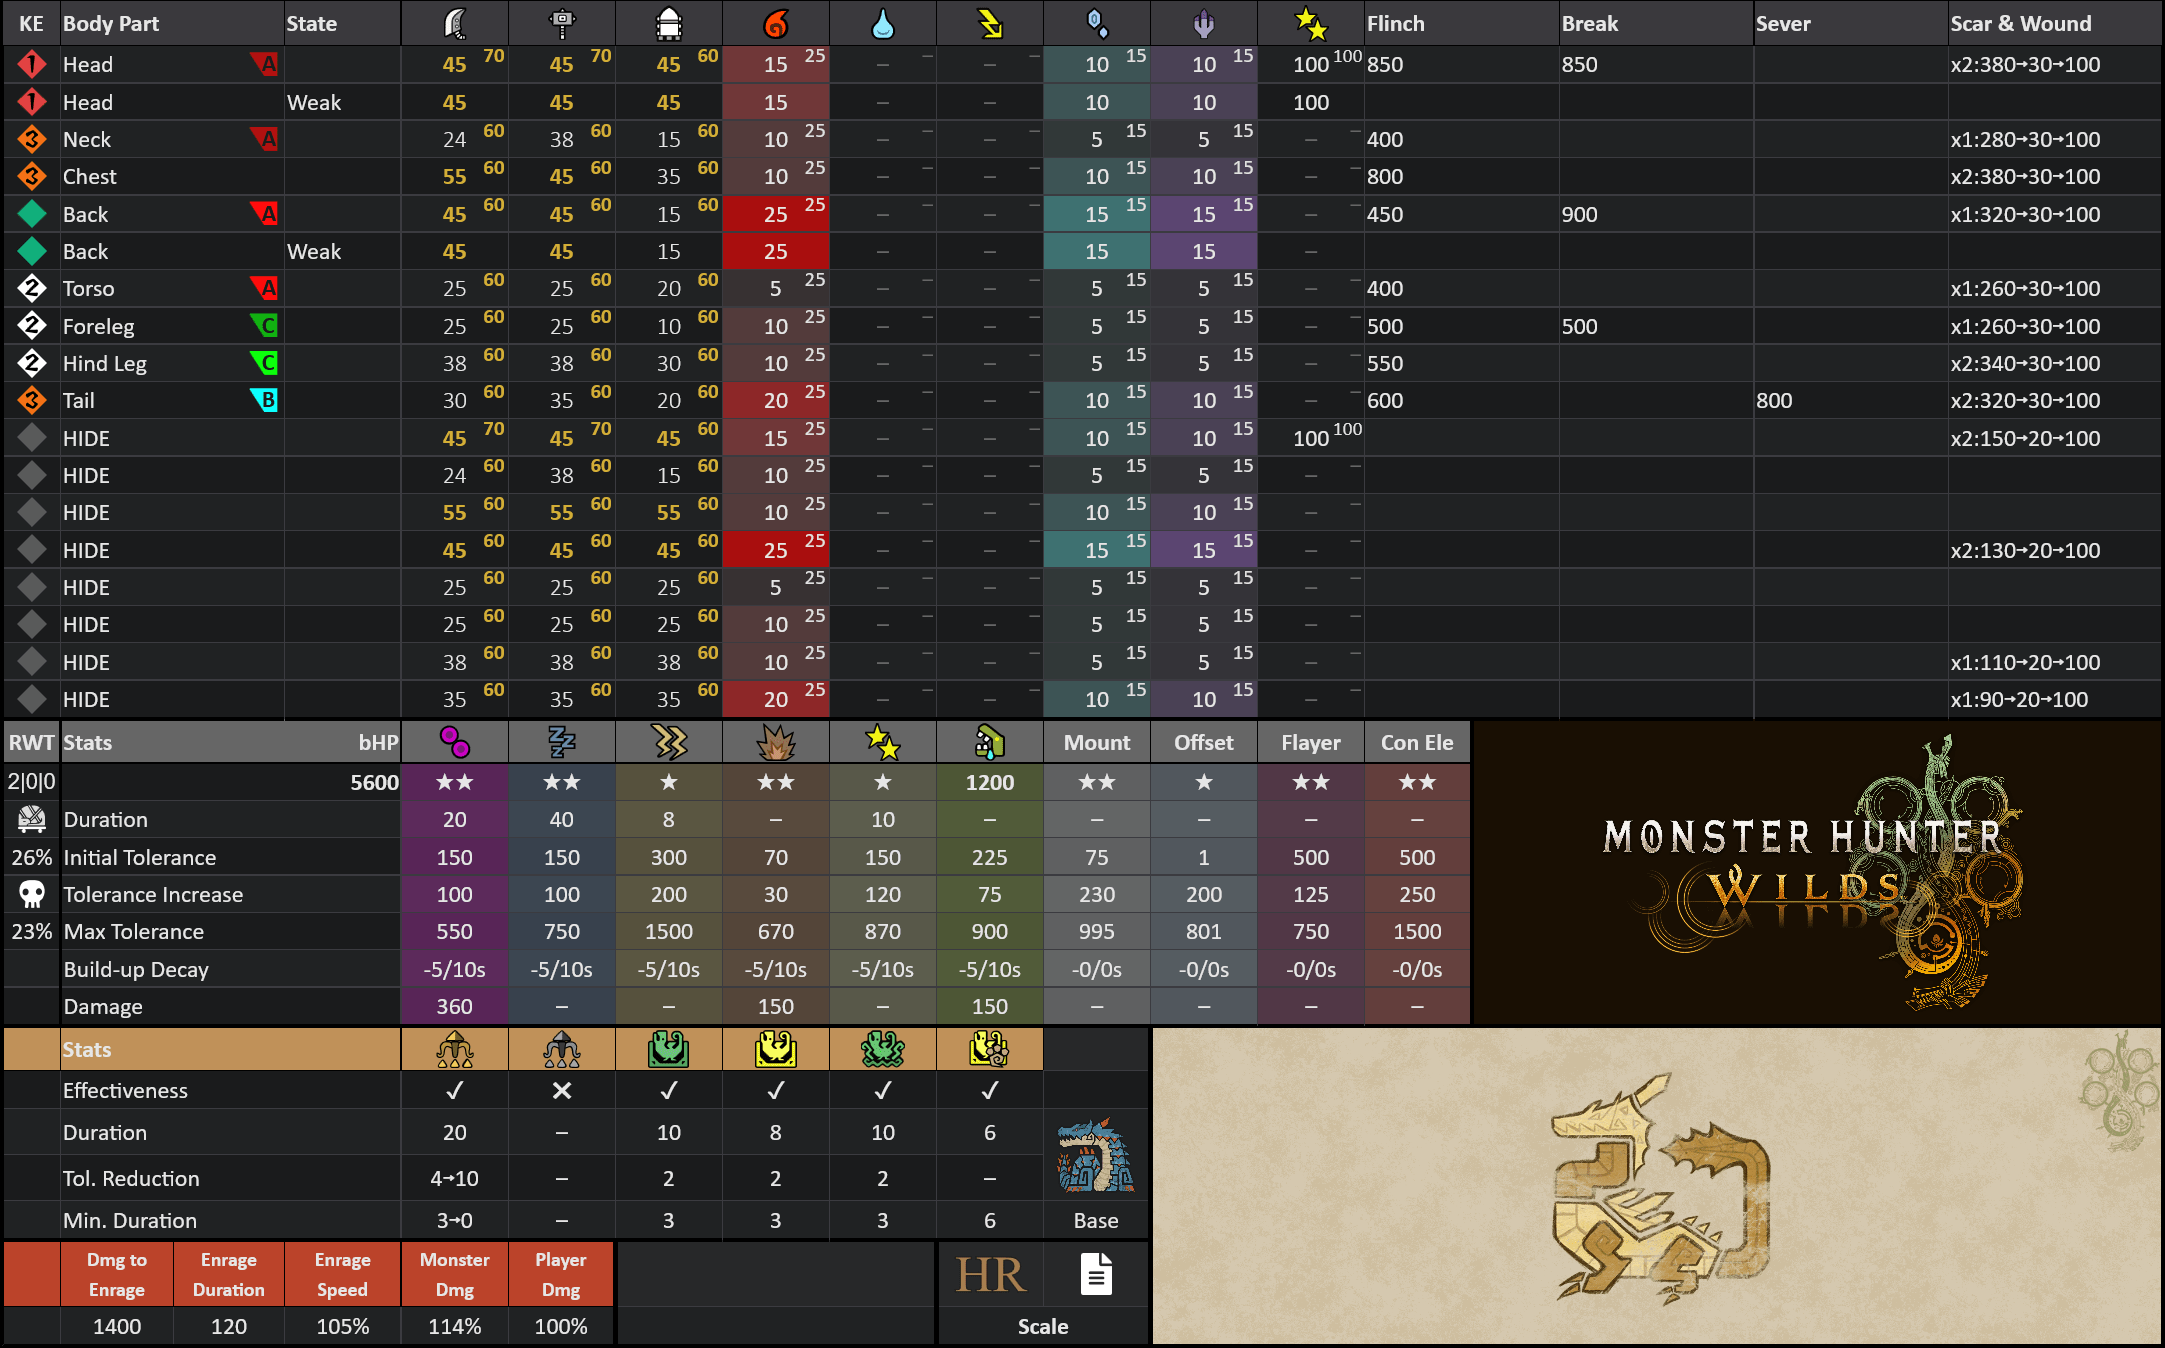 KE Body Part State Flinch Break Sever Scar & Wound
1 Head A 45 70 45 70 45 60 15 25 – – – – 10 15 10 15 100 100 850 850 x2:380→30→100
1 Head Weak 45 45 45 15 – – 10 10 100
3 Neck A 24 60 38 60 15 60 10 25 – – – – 5 15 5 15 – – 400 x1:280→30→100
3 Chest 55 60 45 60 35 60 10 25 – – – – 10 15 10 15 – – 800 x2:380→30→100
Back A 45 60 45 60 15 60 25 25 – – – – 15 15 15 15 – – 450 900 x1:320→30→100
Back Weak 45 45 15 25 – – 15 15 –
2 Torso A 25 60 25 60 20 60 5 25 – – – – 5 15 5 15 – – 400 x1:260→30→100
2 Foreleg C 25 60 25 60 10 60 10 25 – – – – 5 15 5 15 – – 500 500 x1:260→30→100
2 Hind Leg C 38 60 38 60 30 60 10 25 – – – – 5 15 5 15 – – 550 x2:340→30→100
3 Tail B 30 60 35 60 20 60 20 25 – – – – 10 15 10 15 – – 600 800 x2:320→30→100
HIDE 45 70 45 70 45 60 15 25 – – – – 10 15 10 15 100 100 x2:150→20→100
HIDE 24 60 38 60 15 60 10 25 – – – – 5 15 5 15 – –
HIDE 55 60 55 60 55 60 10 25 – – – – 10 15 10 15 – –
HIDE 45 60 45 60 45 60 25 25 – – – – 15 15 15 15 – – x2:130→20→100
HIDE 25 60 25 60 25 60 5 25 – – – – 5 15 5 15 – –
HIDE 25 60 25 60 25 60 10 25 – – – – 5 15 5 15 – –
HIDE 38 60 38 60 38 60 10 25 – – – – 5 15 5 15 – – x1:110→20→100
HIDE 35 60 35 60 35 60 20 25 – – – – 10 15 10 15 – – x1:90→20→100
RWT Stats bHP Mount Offset Flayer Con Ele
2|0|0 5600 ★★ ★★ ★ ★★ ★ 1200 ★★ ★ ★★ ★★
Duration 20 40 8 – 10 – – – – –
26% Initial Tolerance 150 150 300 70 150 225 75 1 500 500
Tolerance Increase 100 100 200 30 120 75 230 200 125 250
23% Max Tolerance 550 750 1500 670 870 900 995 801 750 1500
Build-up Decay -5/10s -5/10s -5/10s -5/10s -5/10s -5/10s -0/0s -0/0s -0/0s -0/0s
Damage 360 – – 150 – 150 – – – –
MONSTER HUNTER
WILDS
Stats
Effectiveness ✓ ✕ ✓ ✓ ✓ ✓
Duration 20 – 10 8 10 6
Tol. Reduction 4→10 – 2 2 2 –
Min. Duration 3→0 – 3 3 3 6 Base
Dmg to Enrage Enrage Duration Enrage Speed Monster Dmg Player Dmg HR
1400 120 105% 114% 100% Scale